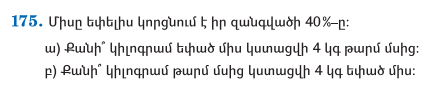 175. Միսը եփելիս կորցնում է իր զանգվածի 40%–ը:
ա) Քանի՞ կիլոգրամ եփած միս կստացվի 4 կգ թարմ մսից:
բ) Քանի՞ կիլոգրամ թարմ մսից կստացվի 4 կգ եփած միս: